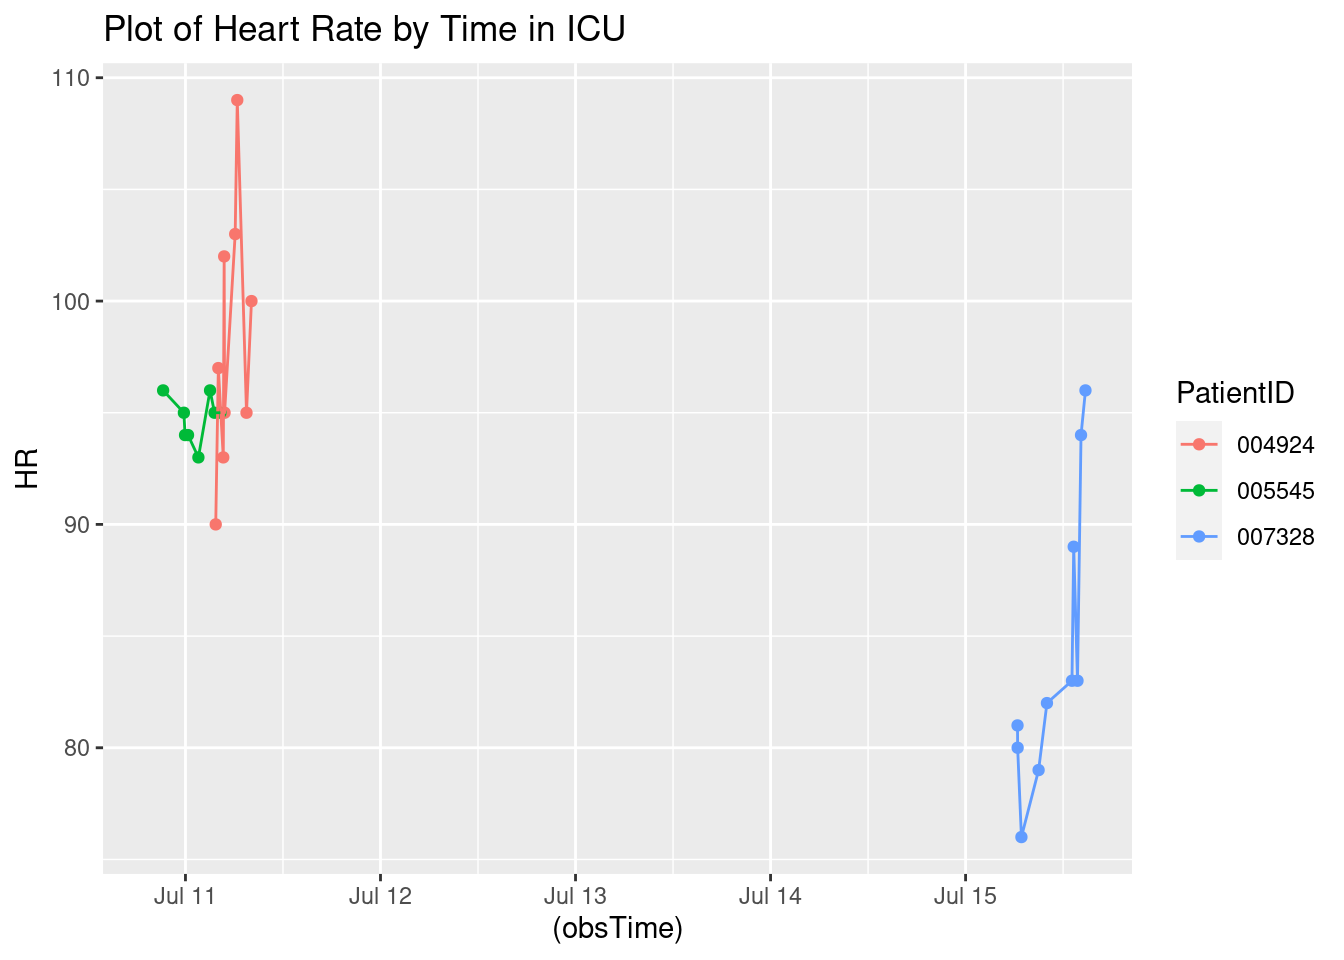 Plot of Heart Rate by Time in ICU
110
100
90
80
HR
Jul 11 Jul 12 Jul 13 Jul 14 Jul 15
(obsTime)
PatientID
004924
005545
007328